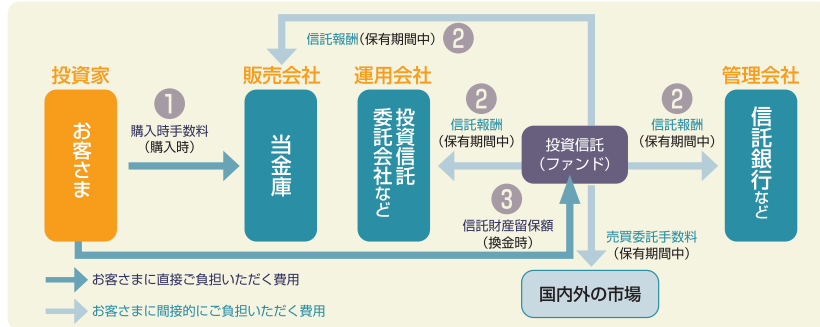 信託報酬(保有期間中) 2
投資家
お客さま
1
購入時手数料
(購入時)
販売会社
当金庫
運用会社
投資信託
委託会社など
2
信託報酬
(保有期間中)
投資信託
(ファンド)
2
信託報酬
(保有期間中)
管理会社
信託銀行など
3
信託財産留保額
(換金時)
売買委託手数料
(保有期間中)
国内外の市場
お客さまに直接ご負担いただく費用
お客さまに間接的にご負担いただく費用